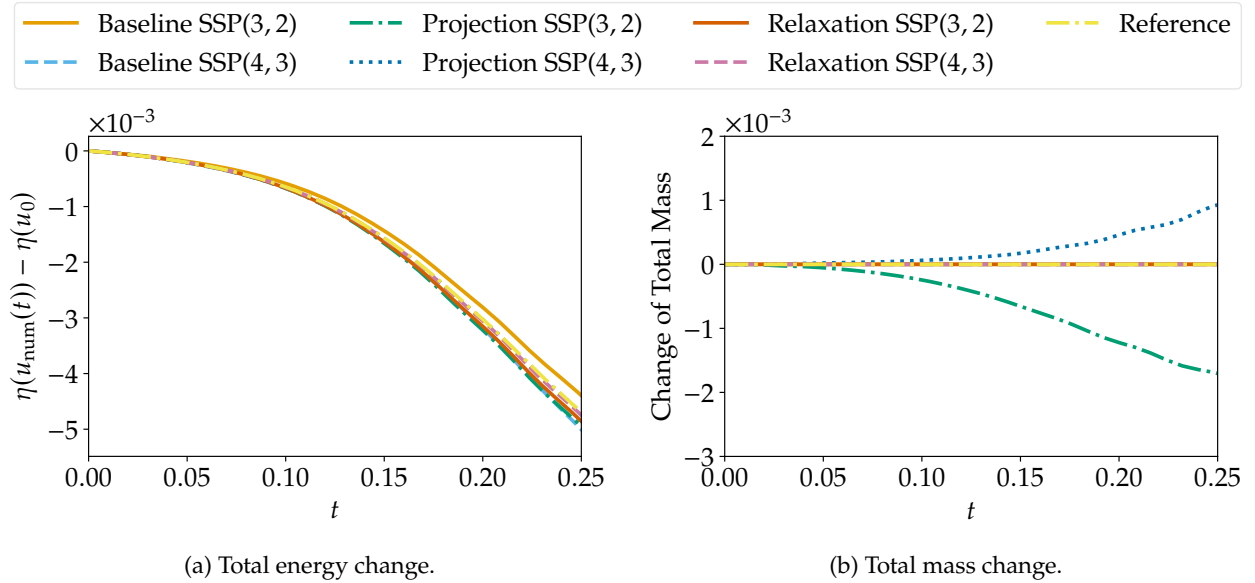 Baseline SSP(3, 2) Projection SSP(3, 2) Relaxation SSP(3, 2) Reference
Baseline SSP(4, 3) Projection SSP(4, 3) Relaxation SSP(4, 3)
×10⁻³
0
−1
−2
−3
−4
−5
η(u_num(t)) − η(u₀)
0.00 0.05 0.10 0.15 0.20 0.25
t
(a) Total energy change.
×10⁻³
2
1
0
−1
−2
−3
Change of Total Mass
0.00 0.05 0.10 0.15 0.20 0.25
t
(b) Total mass change.